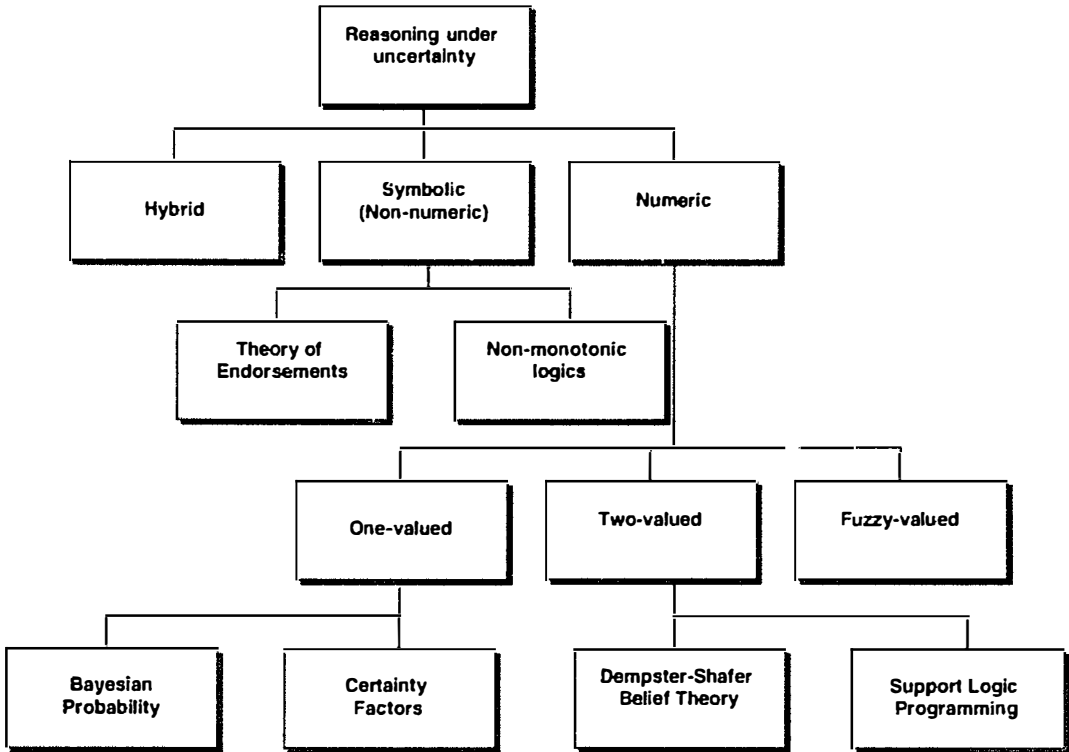 Reasoning under
uncertainty
Hybrid
Symbolic
(Non-numeric)
Numeric
Theory of
Endorsements
Non-monotonic
logics
One-valued
Two-valued
Fuzzy-valued
Bayesian
Probability
Certainty
Factors
Dempster-Shafer
Belief Theory
Support Logic
Programming